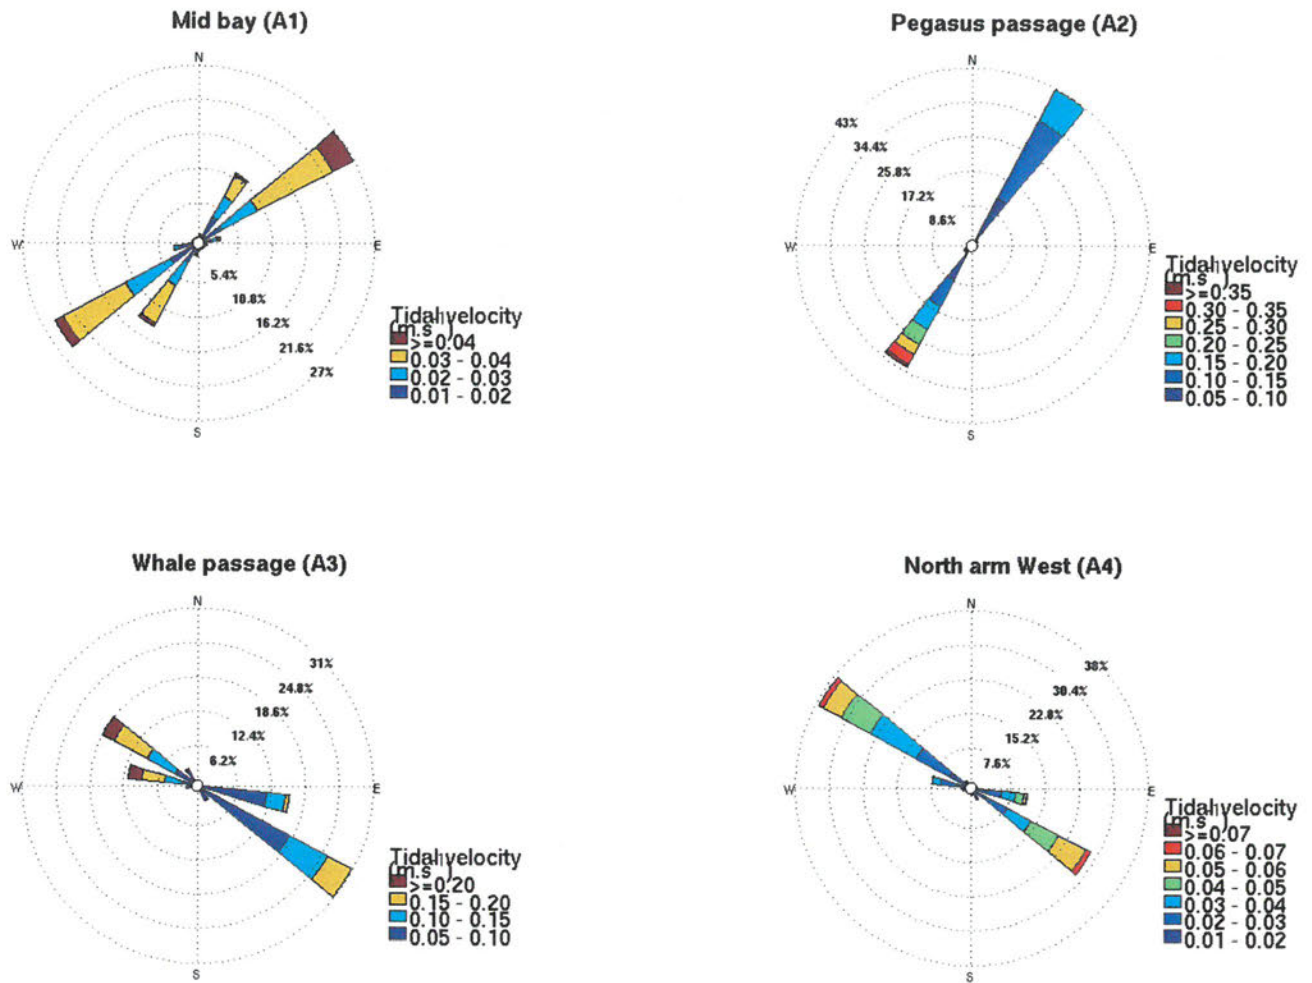 Mid bay (A1)
N
W
E
S
5.4%
10.8%
16.2%
21.6%
27%
Tidal velocity
(m.s )
>=0.04
0.03 - 0.04
0.02 - 0.03
0.01 - 0.02
Pegasus passage (A2)
N
43%
34.4%
25.8%
17.2%
8.6%
W
E
S
Tidal velocity
(m.s )
>=0.35
0.30 - 0.35
0.25 - 0.30
0.20 - 0.25
0.15 - 0.20
0.10 - 0.15
0.05 - 0.10
Whale passage (A3)
N
31%
24.8%
18.6%
12.4%
6.2%
W
E
S
Tidal velocity
(m.s )
>=0.20
0.15 - 0.20
0.10 - 0.15
0.05 - 0.10
North arm West (A4)
N
38%
30.4%
22.8%
15.2%
7.6%
W
E
S
Tidal velocity
(m.s )
>=0.07
0.06 - 0.07
0.05 - 0.06
0.04 - 0.05
0.03 - 0.04
0.02 - 0.03
0.01 - 0.02